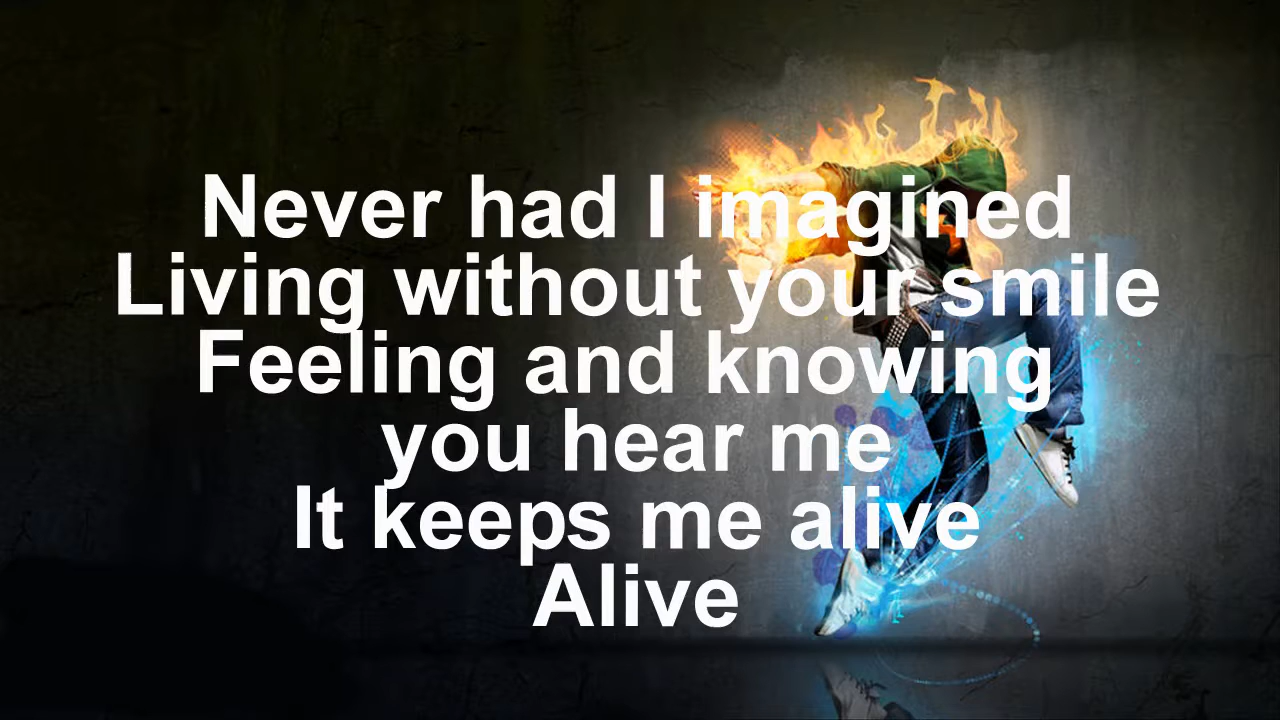 Never had I imagined
Living without your smile
Feeling and knowing
you hear me
It keeps me alive
Alive